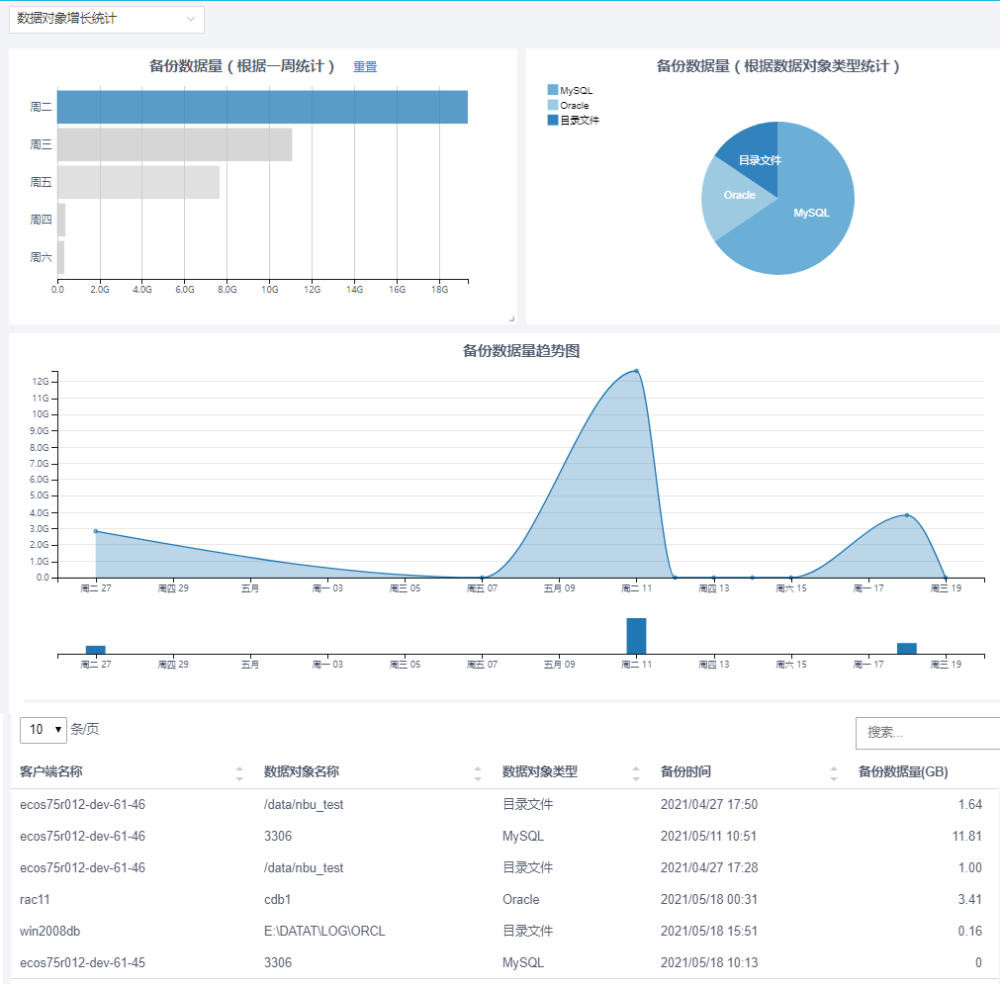 数据对象增长统计
备份数据量（根据一周统计） 重置
周二
周三
周五
周四
周六
0.0 2.0G 4.0G 6.0G 8.0G 10G 12G 14G 16G 18G
备份数据量（根据数据对象类型统计）
MySQL
Oracle
目录文件
目录文件
Oracle
MySQL
备份数据量趋势图
12G
11G
10G
9.0G
8.0G
7.0G
6.0G
5.0G
4.0G
3.0G
2.0G
1.0G
0.0
周二 27 周四 29 五月 周一 03 周三 05 周五 07 五月 09 周二 11 周四 13 周六 15 周一 17 周三 19
周二 27 周四 29 五月 周一 03 周三 05 周五 07 五月 09 周二 11 周四 13 周六 15 周一 17 周三 19
10 条/页 搜索...
客户端名称 数据对象名称 数据对象类型 备份时间 备份数据量(GB)
ecos75r012-dev-61-46 /data/nbu_test 目录文件 2021/04/27 17:50 1.64
ecos75r012-dev-61-46 3306 MySQL 2021/05/11 10:51 11.81
ecos75r012-dev-61-46 /data/nbu_test 目录文件 2021/04/27 17:28 1.00
rac11 cdb1 Oracle 2021/05/18 00:31 3.41
win2008db E:\DATAT\LOG\ORCL 目录文件 2021/05/18 15:51 0.16
ecos75r012-dev-61-45 3306 MySQL 2021/05/18 10:13 0